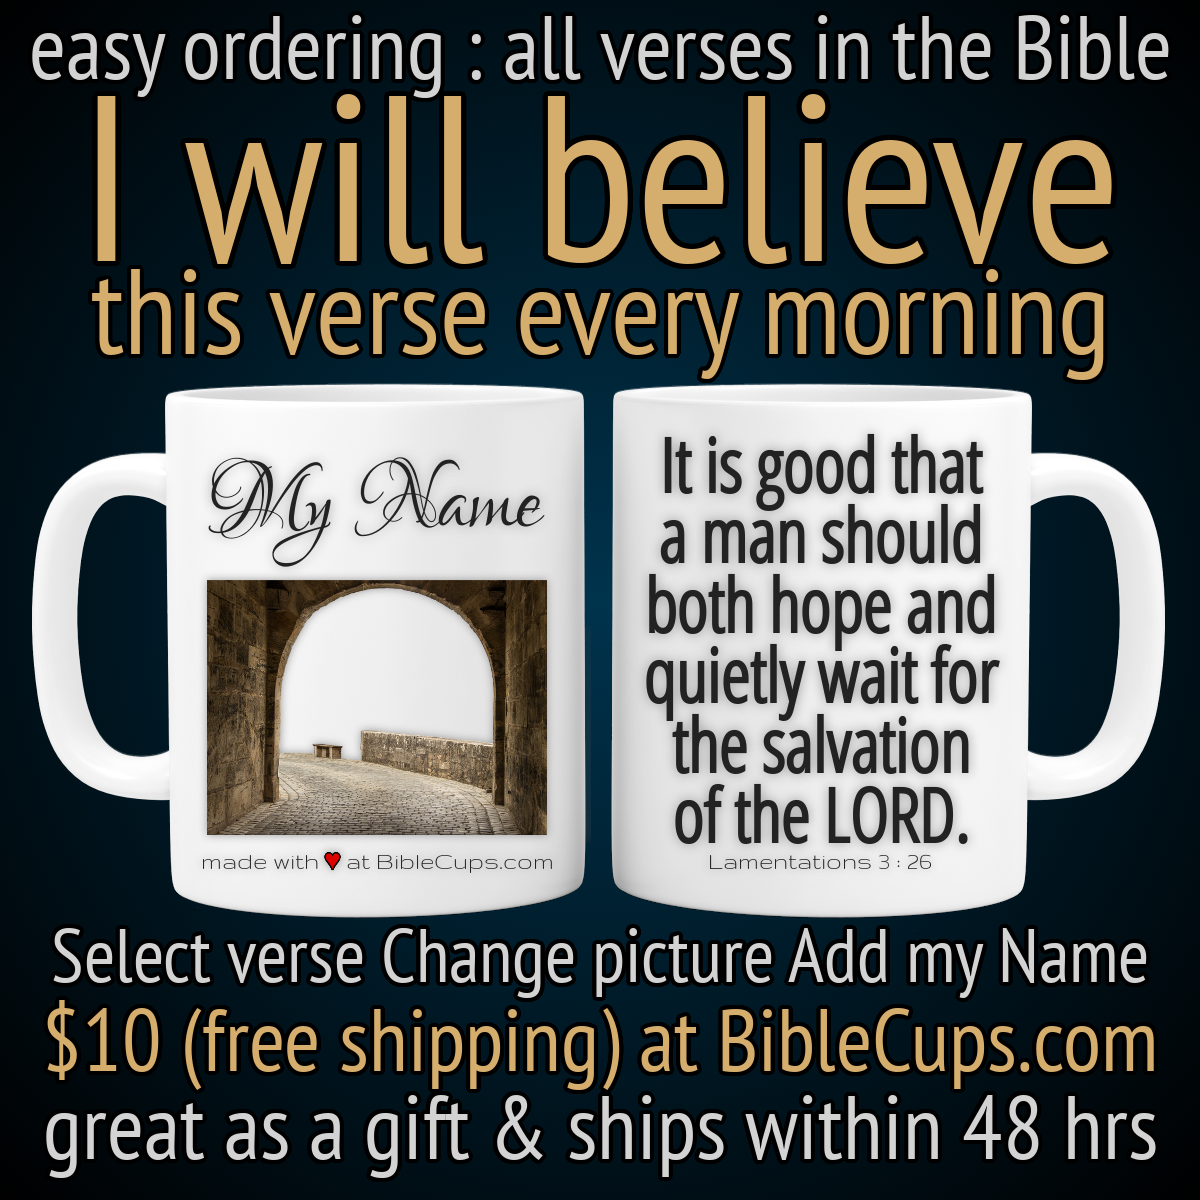 easy ordering : all verses in the Bible
I will believe
this verse every morning
My Name
made with ♥ at BibleCups.com
It is good that
a man should
both hope and
quietly wait for
the salvation
of the LORD.
Lamentations 3 : 26
Select verse Change picture Add my Name
$10 (free shipping) at BibleCups.com
great as a gift & ships within 48 hrs